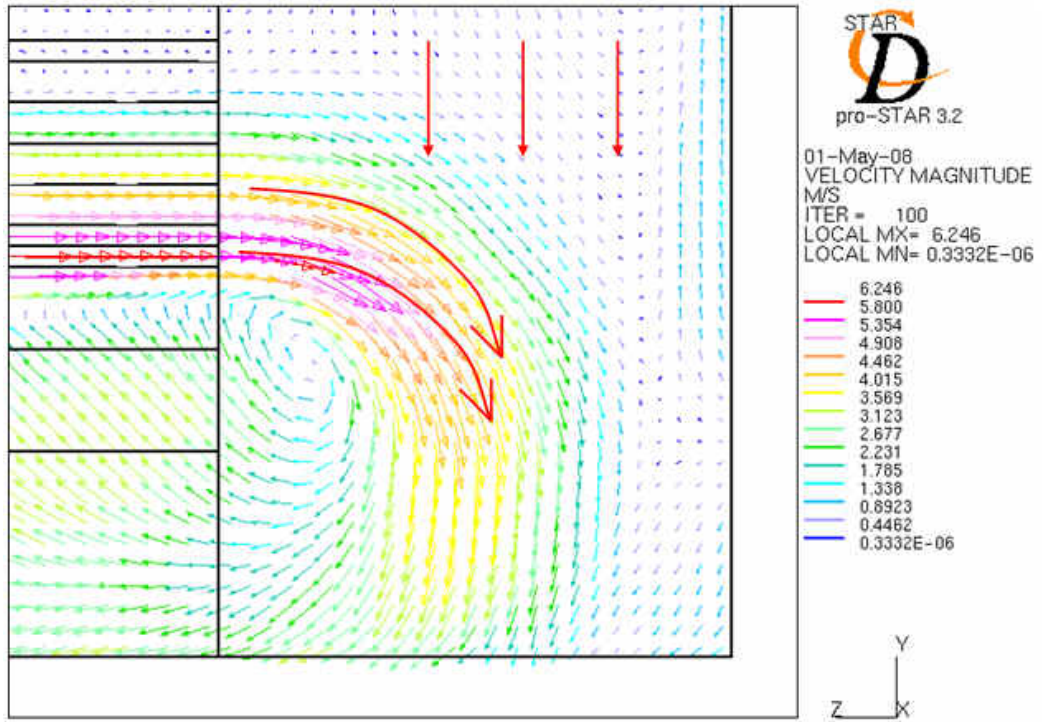 STAR
D
pro-STAR 3.2
01-May-08
VELOCITY MAGNITUDE
M/S
ITER = 100
LOCAL MX= 6.246
LOCAL MN= 0.3332E-06
6.246
5.800
5.354
4.908
4.462
4.015
3.569
3.123
2.677
2.231
1.785
1.338
0.8923
0.4462
0.3332E-06
Y
Z X